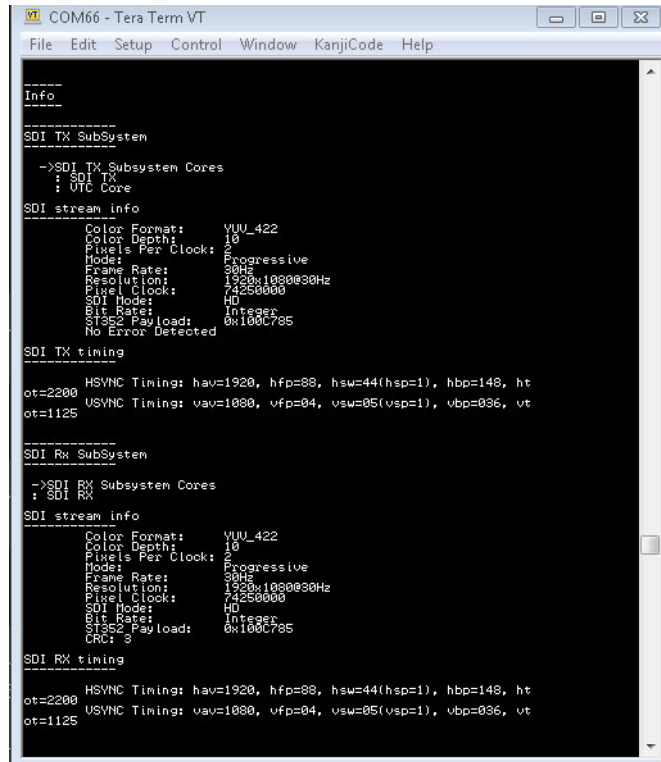 COM66 - Tera Term VT
File Edit Setup Control Window KanjiCode Help
-----
Info
-----
------------
SDI TX SubSystem
------------
->SDI TX Subsystem Cores
: SDI TX
: VTC Core
SDI stream info
------------
Color Format: YUV_422
Color Depth: 10
Pixels Per Clock: 2
Mode: Progressive
Frame Rate: 30Hz
Resolution: 1920x1080@30Hz
Pixel Clock: 74250000
SDI Mode: HD
Bit Rate: Integer
ST352 Payload: 0x100C785
No Error Detected
SDI TX timing
------------
HSYNC Timing: hav=1920, hfp=88, hsw=44(hsp=1), hbp=148, ht
ot=2200
VSYNC Timing: vav=1080, vfp=04, vsw=05(vsp=1), vbp=036, vt
ot=1125
------------
SDI Rx SubSystem
------------
->SDI RX Subsystem Cores
: SDI RX
SDI stream info
------------
Color Format: YUV_422
Color Depth: 10
Pixels Per Clock: 2
Mode: Progressive
Frame Rate: 30Hz
Resolution: 1920x1080@30Hz
Pixel Clock: 74250000
SDI Mode: HD
Bit Rate: Integer
ST352 Payload: 0x100C785
CRC: 3
SDI RX timing
------------
HSYNC Timing: hav=1920, hfp=88, hsw=44(hsp=1), hbp=148, ht
ot=2200
VSYNC Timing: vav=1080, vfp=04, vsw=05(vsp=1), vbp=036, vt
ot=1125